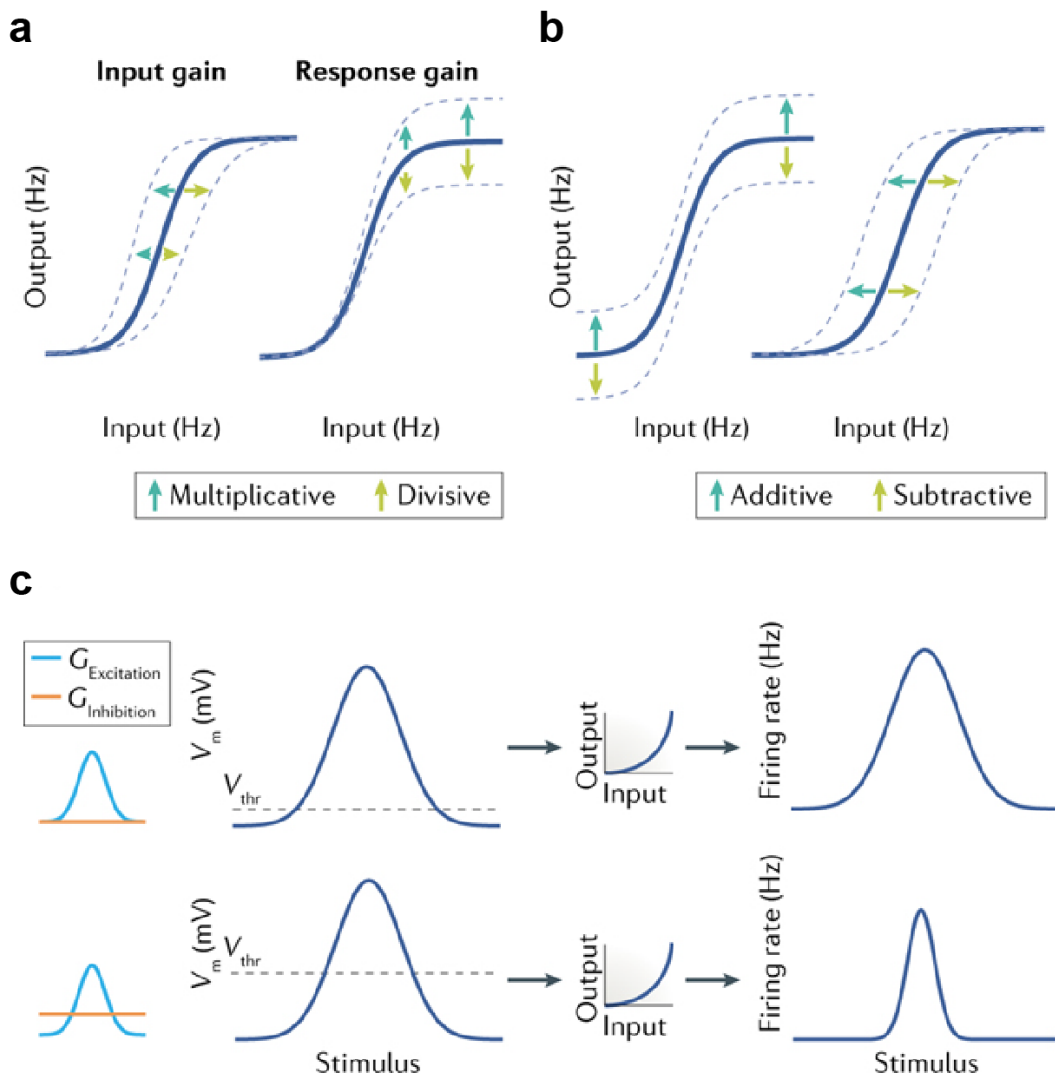 a
b
Input gain
Response gain
Output (Hz)
Output (Hz)
Input (Hz)
Input (Hz)
Input (Hz)
Input (Hz)
Multiplicative
Divisive
Additive
Subtractive
c
GExcitation
GInhibition
Vm (mV)
Vthr
Output
Input
Firing rate (Hz)
Vm (mV)
Vthr
Output
Input
Firing rate (Hz)
Stimulus
Stimulus